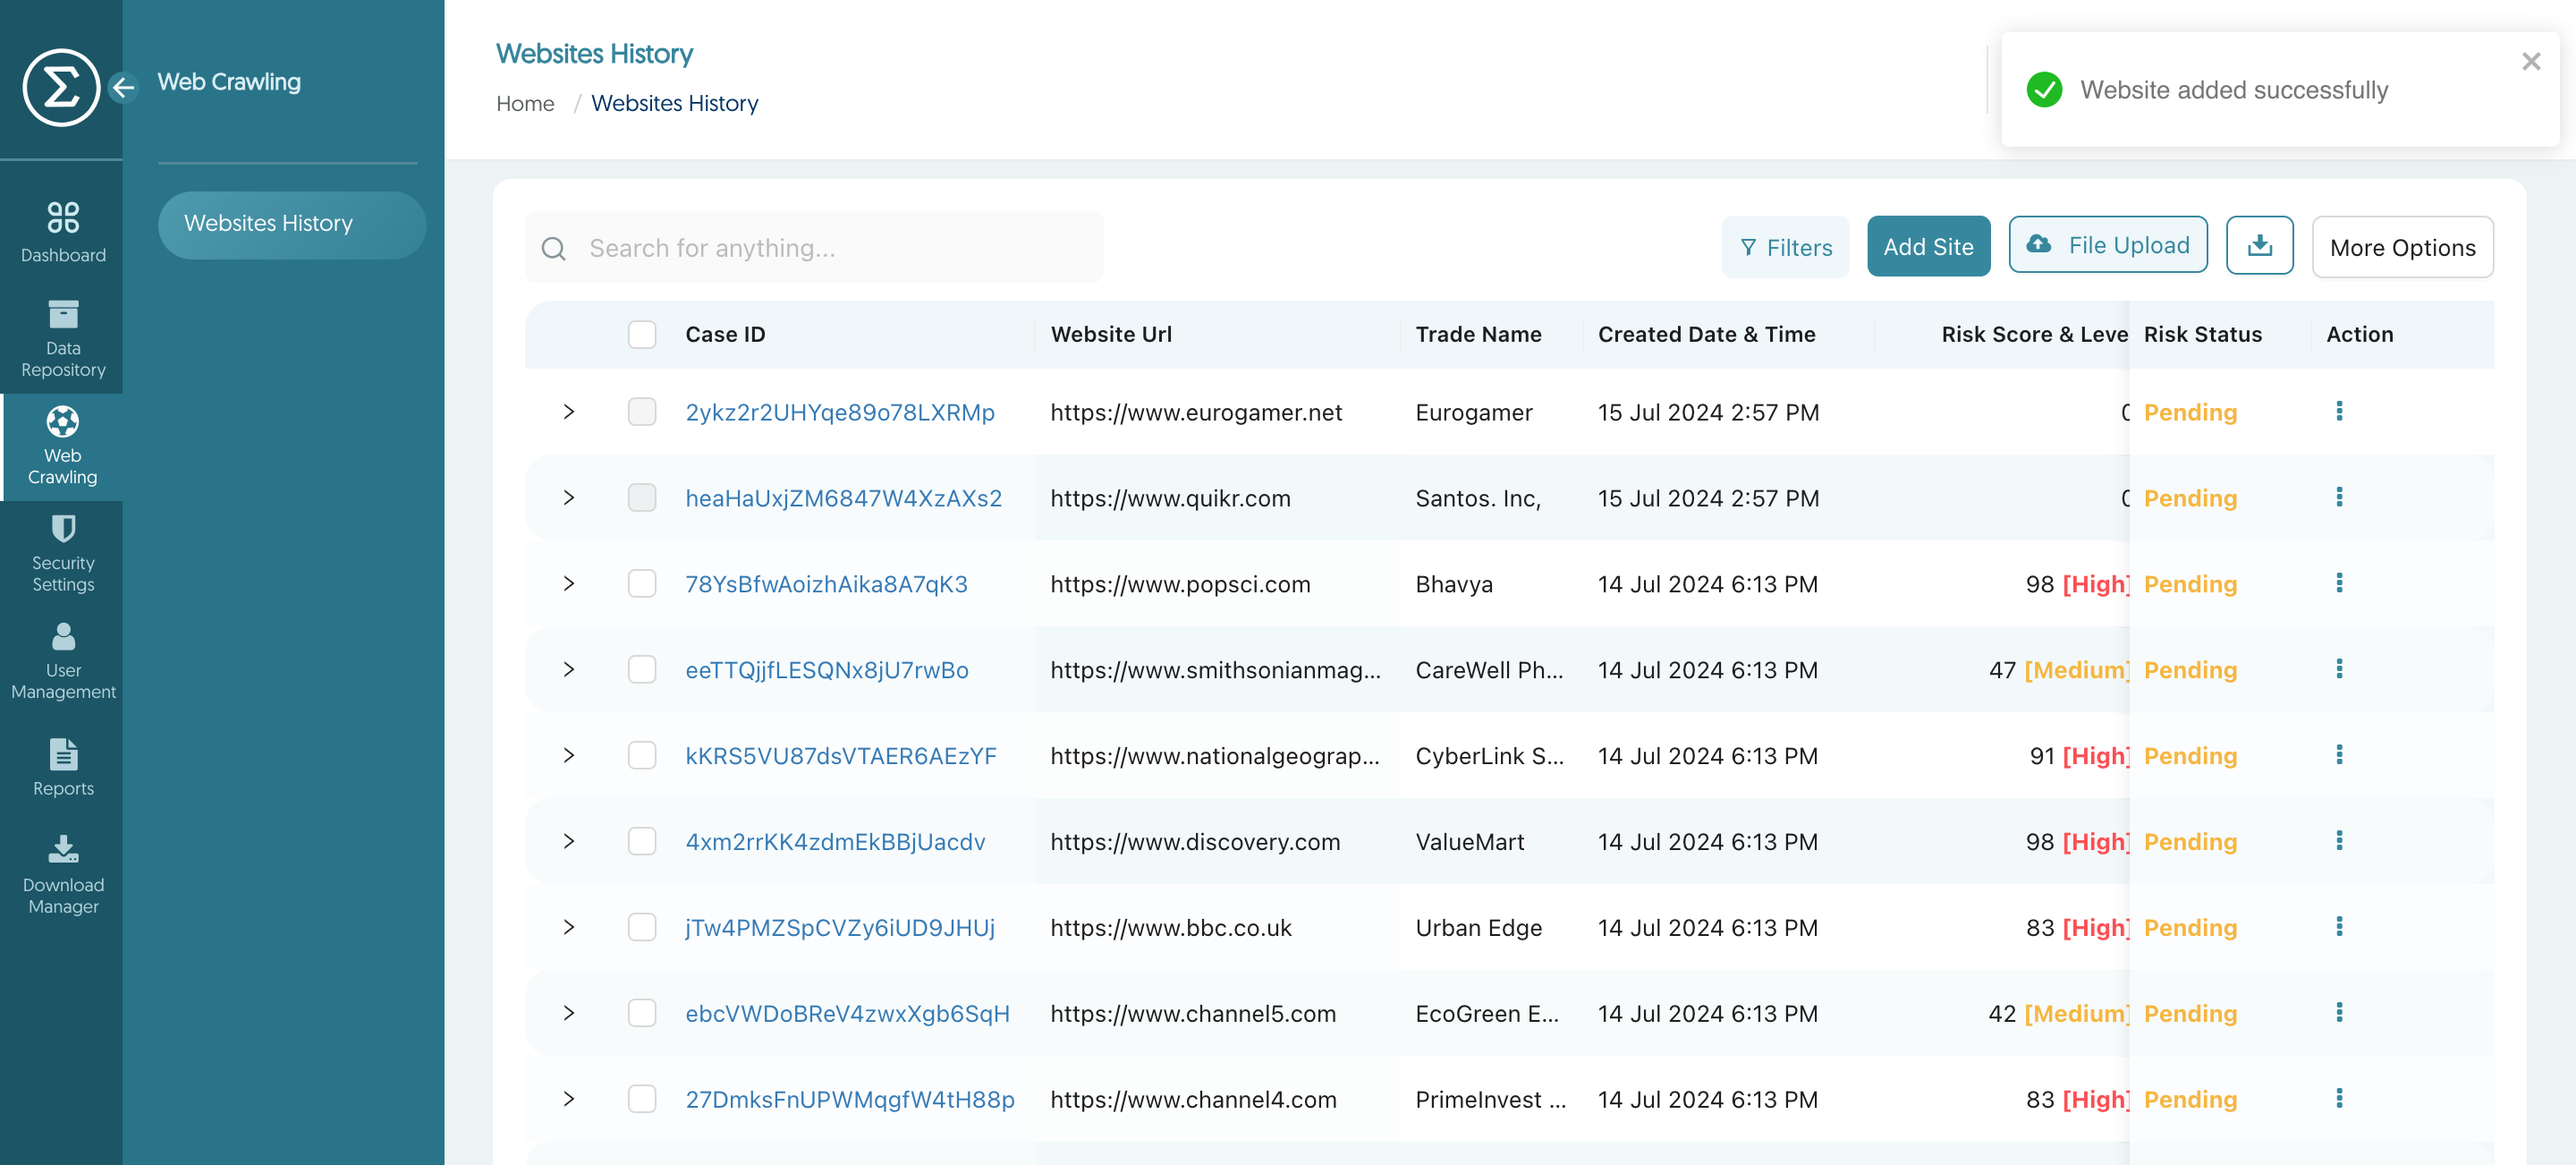 Web Crawling
Websites History
Dashboard
Data
Repository
Web
Crawling
Security
Settings
User
Management
Reports
Download
Manager
Websites History
Home / Websites History
Website added successfully
Search for anything...
Filters
Add Site
File Upload
More Options
Case ID Website Url Trade Name Created Date & Time Risk Score & Leve Risk Status Action
2ykz2r2UHYqe89o78LXRMp https://www.eurogamer.net Eurogamer 15 Jul 2024 2:57 PM 0 Pending
heaHaUxjZM6847W4XzAXs2 https://www.quikr.com Santos. Inc, 15 Jul 2024 2:57 PM 0 Pending
78YsBfwAoizhAika8A7qK3 https://www.popsci.com Bhavya 14 Jul 2024 6:13 PM 98 [High] Pending
eeTTQjjfLESQNx8jU7rwBo https://www.smithsonianmag... CareWell Ph... 14 Jul 2024 6:13 PM 47 [Medium] Pending
kKRS5VU87dsVTAER6AEzYF https://www.nationalgeograp... CyberLink S... 14 Jul 2024 6:13 PM 91 [High] Pending
4xm2rrKK4zdmEkBBjUacdv https://www.discovery.com ValueMart 14 Jul 2024 6:13 PM 98 [High] Pending
jTw4PMZSpCVZy6iUD9JHUj https://www.bbc.co.uk Urban Edge 14 Jul 2024 6:13 PM 83 [High] Pending
ebcVWDoBReV4zwxXgb6SqH https://www.channel5.com EcoGreen E... 14 Jul 2024 6:13 PM 42 [Medium] Pending
27DmksFnUPWMqgfW4tH88p https://www.channel4.com PrimeInvest ... 14 Jul 2024 6:13 PM 83 [High] Pending